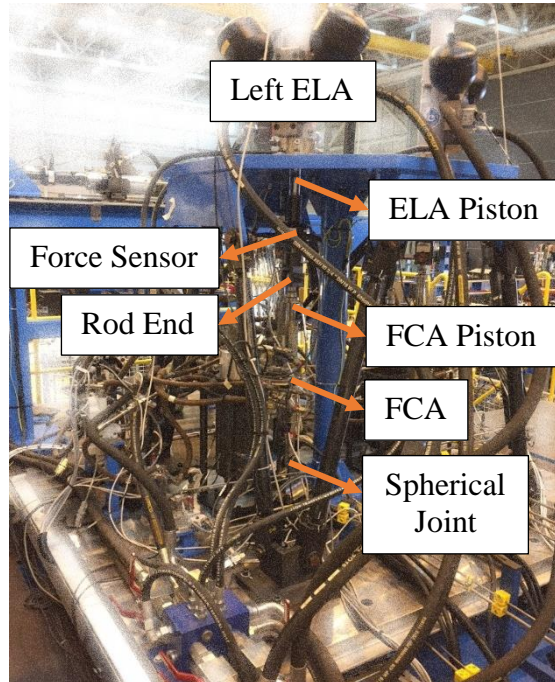 Left ELA
ELA Piston
Force Sensor
Rod End
FCA Piston
FCA
Spherical
Joint